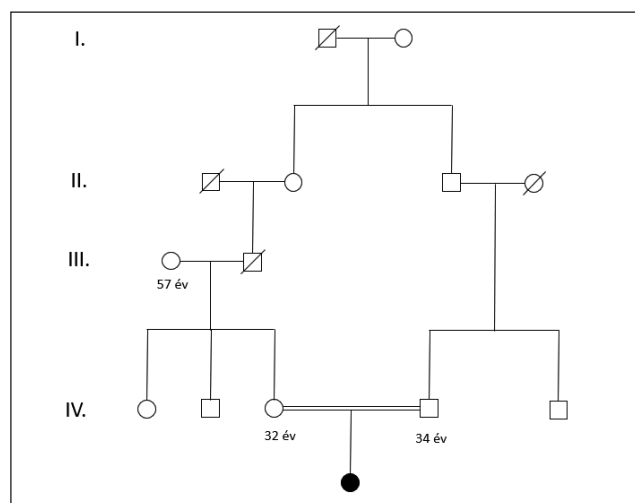 I.
II.
III.
57 év
IV.
32 év
34 év